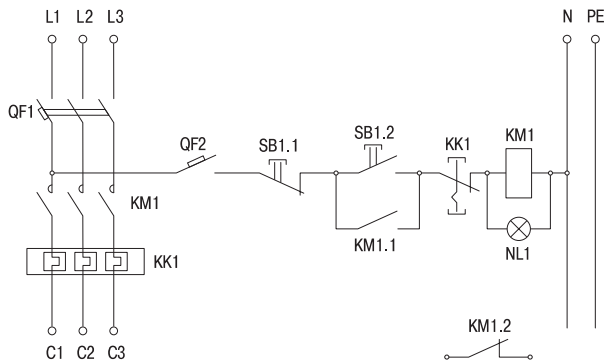 L1 L2 L3 N PE
QF1
QF2 SB1.1 SB1.2 KK1 KM1
KM1
KM1.1
NL1
KK1
KM1.2
C1 C2 C3